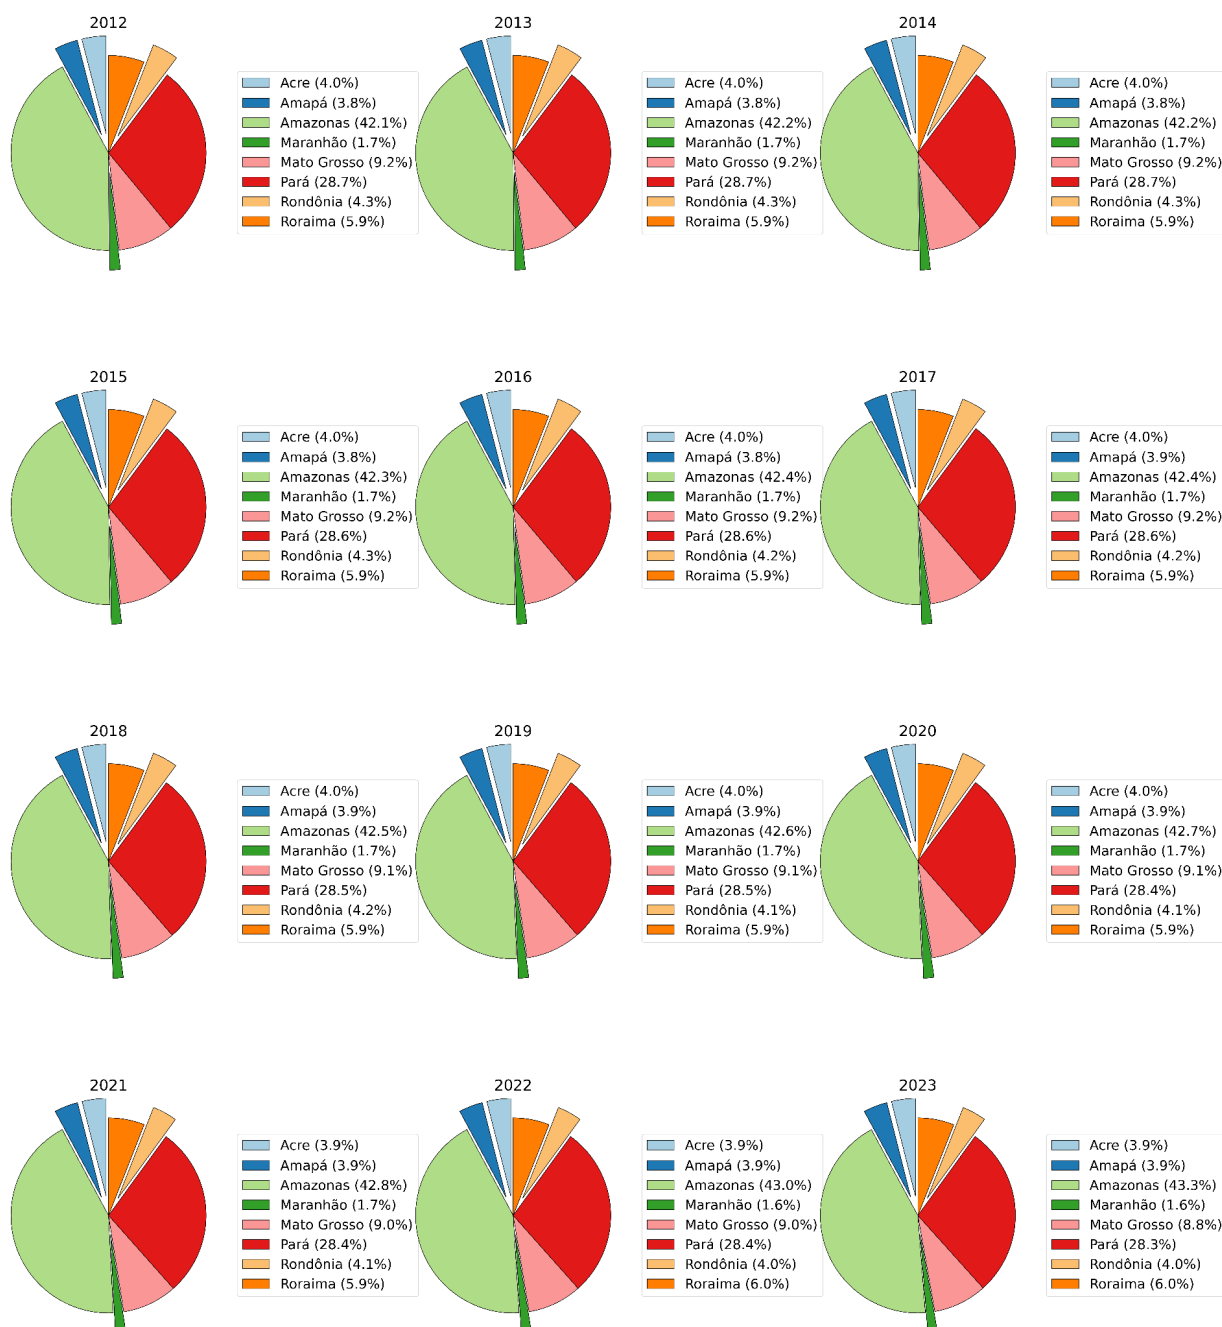 2012
Acre (4.0%)
Amapá (3.8%)
Amazonas (42.1%)
Maranhão (1.7%)
Mato Grosso (9.2%)
Pará (28.7%)
Rondônia (4.3%)
Roraima (5.9%)
2013
Acre (4.0%)
Amapá (3.8%)
Amazonas (42.2%)
Maranhão (1.7%)
Mato Grosso (9.2%)
Pará (28.7%)
Rondônia (4.3%)
Roraima (5.9%)
2014
Acre (4.0%)
Amapá (3.8%)
Amazonas (42.2%)
Maranhão (1.7%)
Mato Grosso (9.2%)
Pará (28.7%)
Rondônia (4.3%)
Roraima (5.9%)
2015
Acre (4.0%)
Amapá (3.8%)
Amazonas (42.3%)
Maranhão (1.7%)
Mato Grosso (9.2%)
Pará (28.6%)
Rondônia (4.3%)
Roraima (5.9%)
2016
Acre (4.0%)
Amapá (3.8%)
Amazonas (42.4%)
Maranhão (1.7%)
Mato Grosso (9.2%)
Pará (28.6%)
Rondônia (4.2%)
Roraima (5.9%)
2017
Acre (4.0%)
Amapá (3.9%)
Amazonas (42.4%)
Maranhão (1.7%)
Mato Grosso (9.2%)
Pará (28.6%)
Rondônia (4.2%)
Roraima (5.9%)
2018
Acre (4.0%)
Amapá (3.9%)
Amazonas (42.5%)
Maranhão (1.7%)
Mato Grosso (9.1%)
Pará (28.5%)
Rondônia (4.2%)
Roraima (5.9%)
2019
Acre (4.0%)
Amapá (3.9%)
Amazonas (42.6%)
Maranhão (1.7%)
Mato Grosso (9.1%)
Pará (28.5%)
Rondônia (4.1%)
Roraima (5.9%)
2020
Acre (4.0%)
Amapá (3.9%)
Amazonas (42.7%)
Maranhão (1.7%)
Mato Grosso (9.1%)
Pará (28.4%)
Rondônia (4.1%)
Roraima (5.9%)
2021
Acre (3.9%)
Amapá (3.9%)
Amazonas (42.8%)
Maranhão (1.7%)
Mato Grosso (9.0%)
Pará (28.4%)
Rondônia (4.1%)
Roraima (5.9%)
2022
Acre (3.9%)
Amapá (3.9%)
Amazonas (43.0%)
Maranhão (1.6%)
Mato Grosso (9.0%)
Pará (28.4%)
Rondônia (4.0%)
Roraima (6.0%)
2023
Acre (3.9%)
Amapá (3.9%)
Amazonas (43.3%)
Maranhão (1.6%)
Mato Grosso (8.8%)
Pará (28.3%)
Rondônia (4.0%)
Roraima (6.0%)